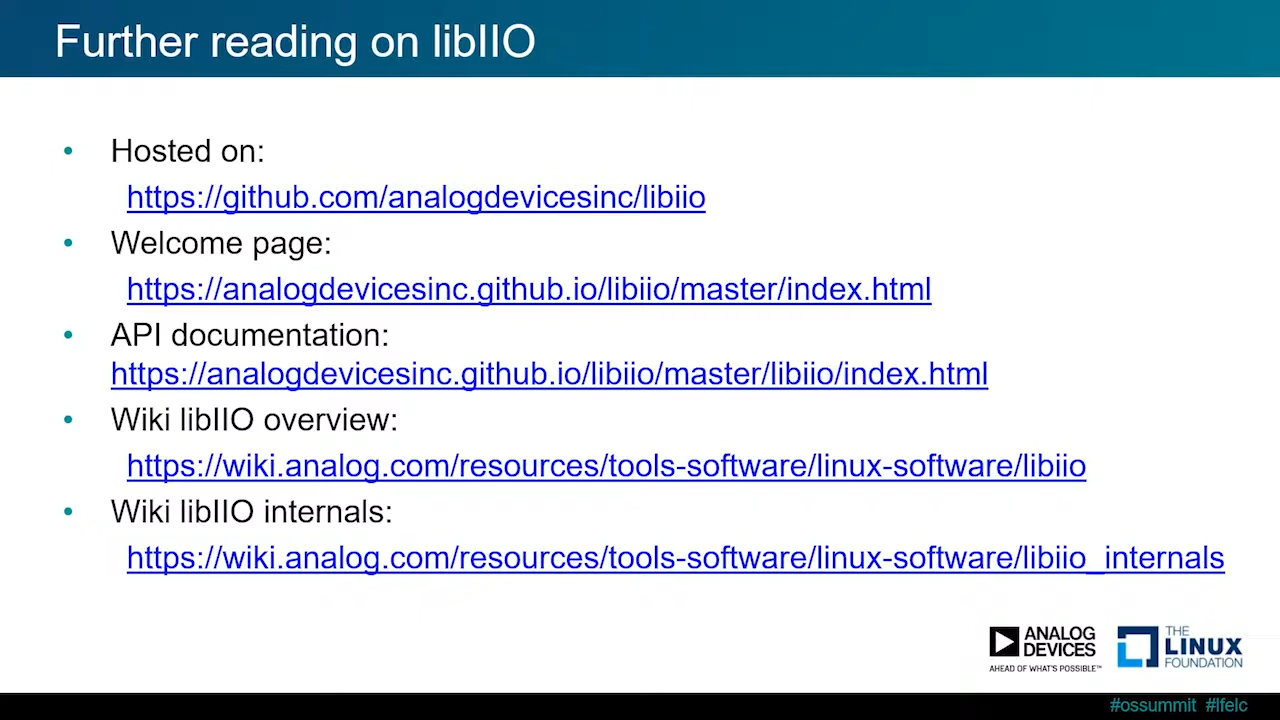 Further reading on libIIO
• Hosted on:
https://github.com/analogdevicesinc/libiio
• Welcome page:
https://analogdevicesinc.github.io/libiio/master/index.html
• API documentation:
https://analogdevicesinc.github.io/libiio/master/libiio/index.html
• Wiki libIIO overview:
https://wiki.analog.com/resources/tools-software/linux-software/libiio
• Wiki libIIO internals:
https://wiki.analog.com/resources/tools-software/linux-software/libiio_internals
ANALOG
DEVICES
AHEAD OF WHAT'S POSSIBLE™
THE
LINUX
FOUNDATION
#ossummit #lfelc